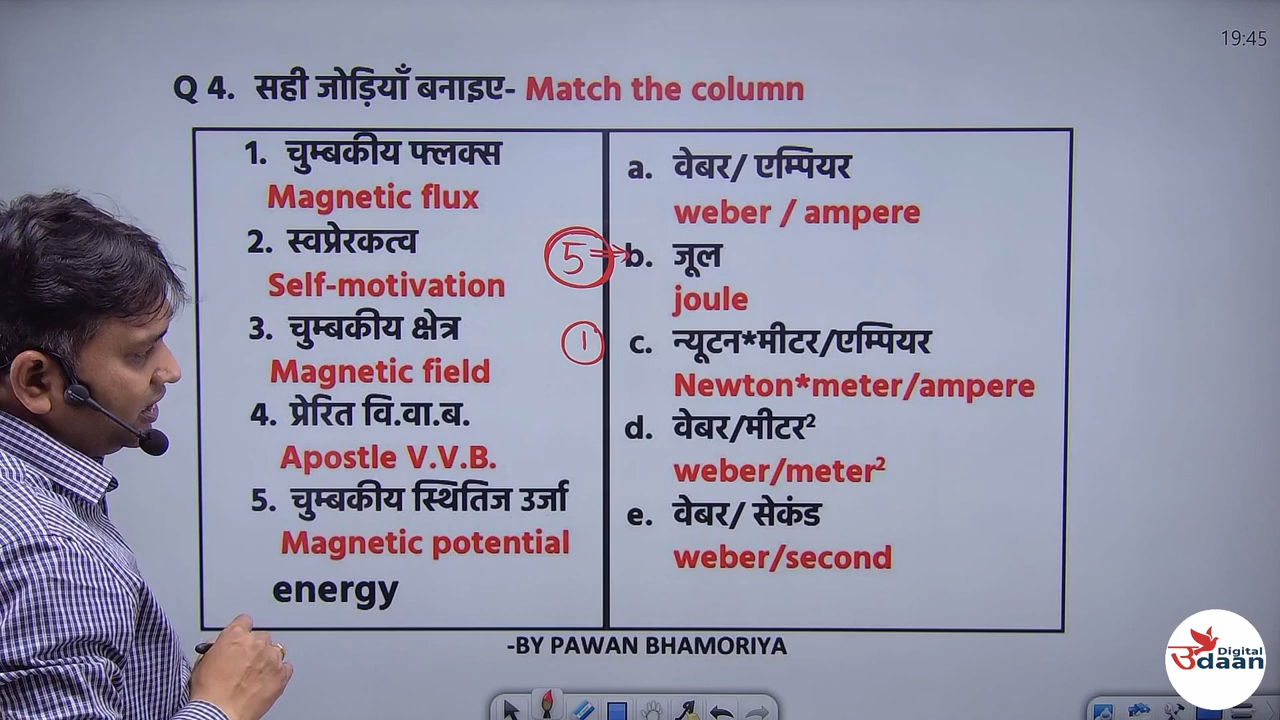 19:45
Q 4. सही जोड़ियाँ बनाइए- Match the column
1. चुम्बकीय फ्लक्स
Magnetic flux
2. स्वप्रेरकत्व
Self-motivation
3. चुम्बकीय क्षेत्र
Magnetic field
4. प्रेरित वि.वा.ब.
Apostle V.V.B.
5. चुम्बकीय स्थितिज उर्जा
Magnetic potential
energy
5
1
a. वेबर/ एम्पियर
weber / ampere
b. जूल
joule
c. न्यूटन*मीटर/एम्पियर
Newton*meter/ampere
d. वेबर/मीटर²
weber/meter²
e. वेबर/ सेकंड
weber/second
-BY PAWAN BHAMORIYA
Digital
उdaan